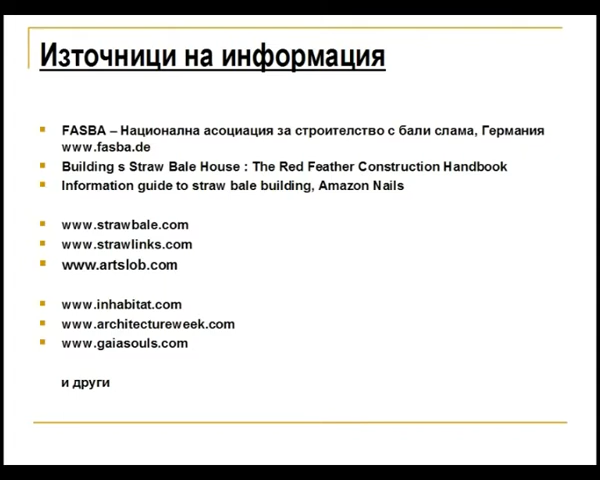 Източници на информация
FASBA – Национална асоциация за строителство с бали слама, Германия
www.fasba.de
Building s Straw Bale House : The Red Feather Construction Handbook
Information guide to straw bale building, Amazon Nails
www.strawbale.com
www.strawlinks.com
www.artslob.com
www.inhabitat.com
www.architectureweek.com
www.gaiasouls.com
и други